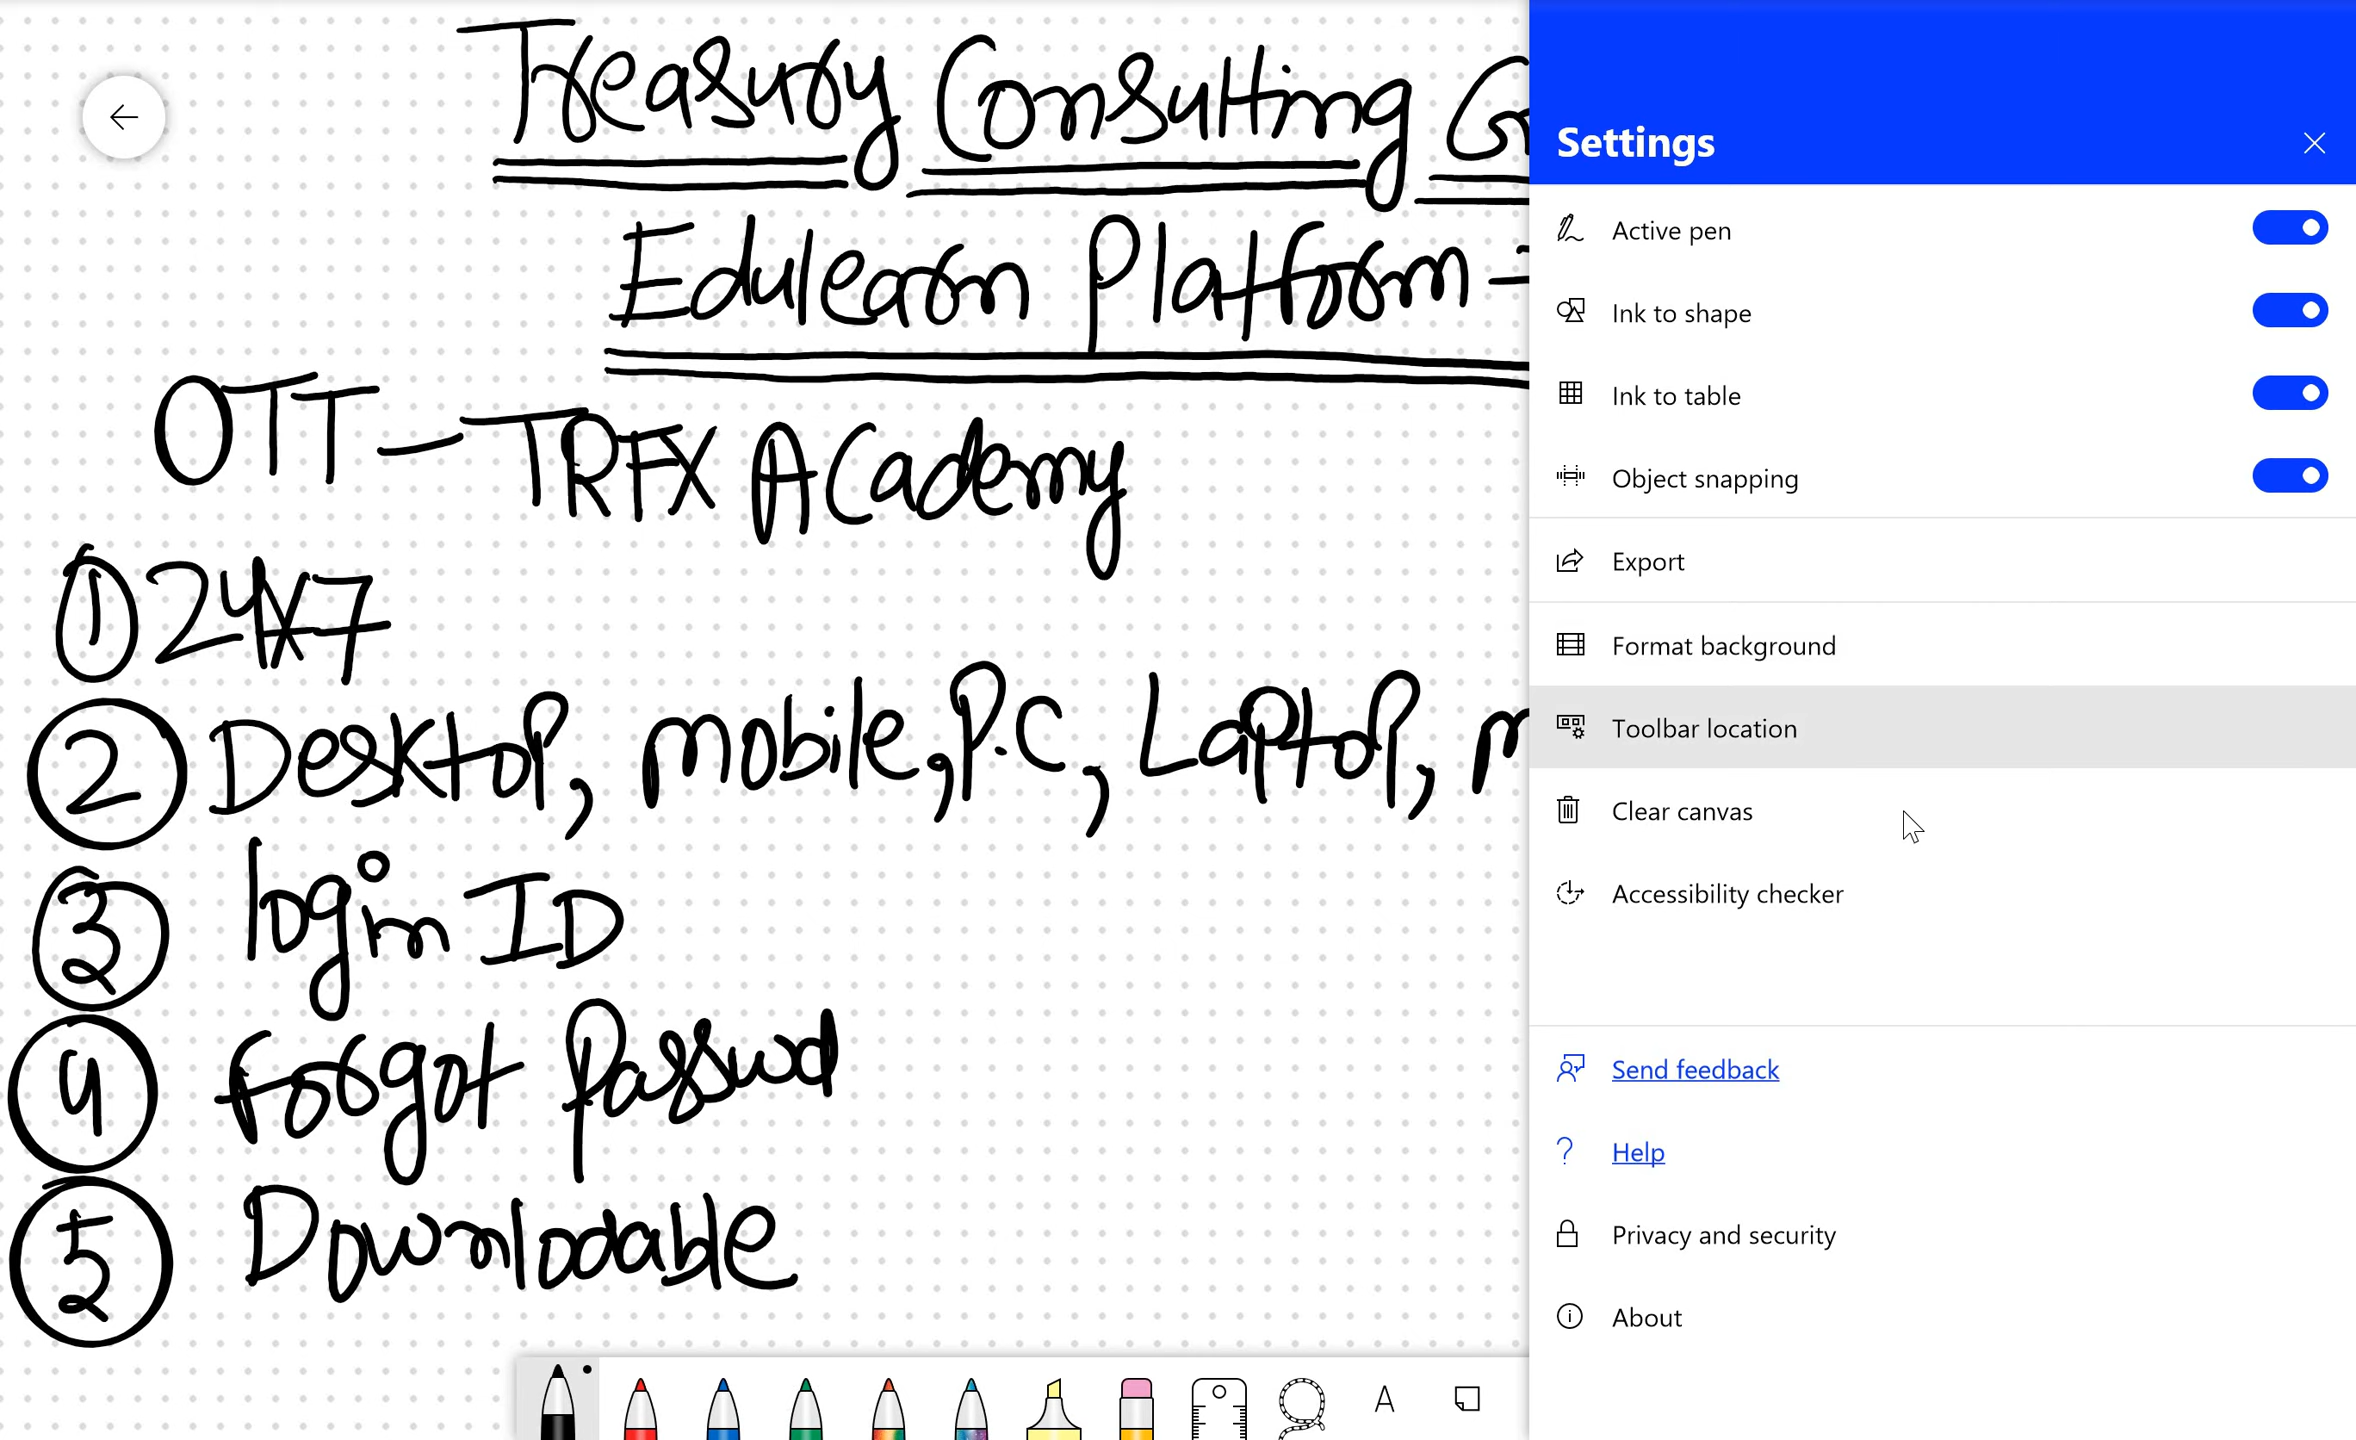 Treasury Consulting
Edulearn Platform -
OTT - TRFX Academy
① 24x7
② Desktop, mobile, P.C, Laptop,
③ login ID
④ Forgot Passwd
⑤ Downlodable
Settings
Active pen
Ink to shape
Ink to table
Object snapping
Export
Format background
Toolbar location
Clear canvas
Accessibility checker
Send feedback
Help
Privacy and security
About
A